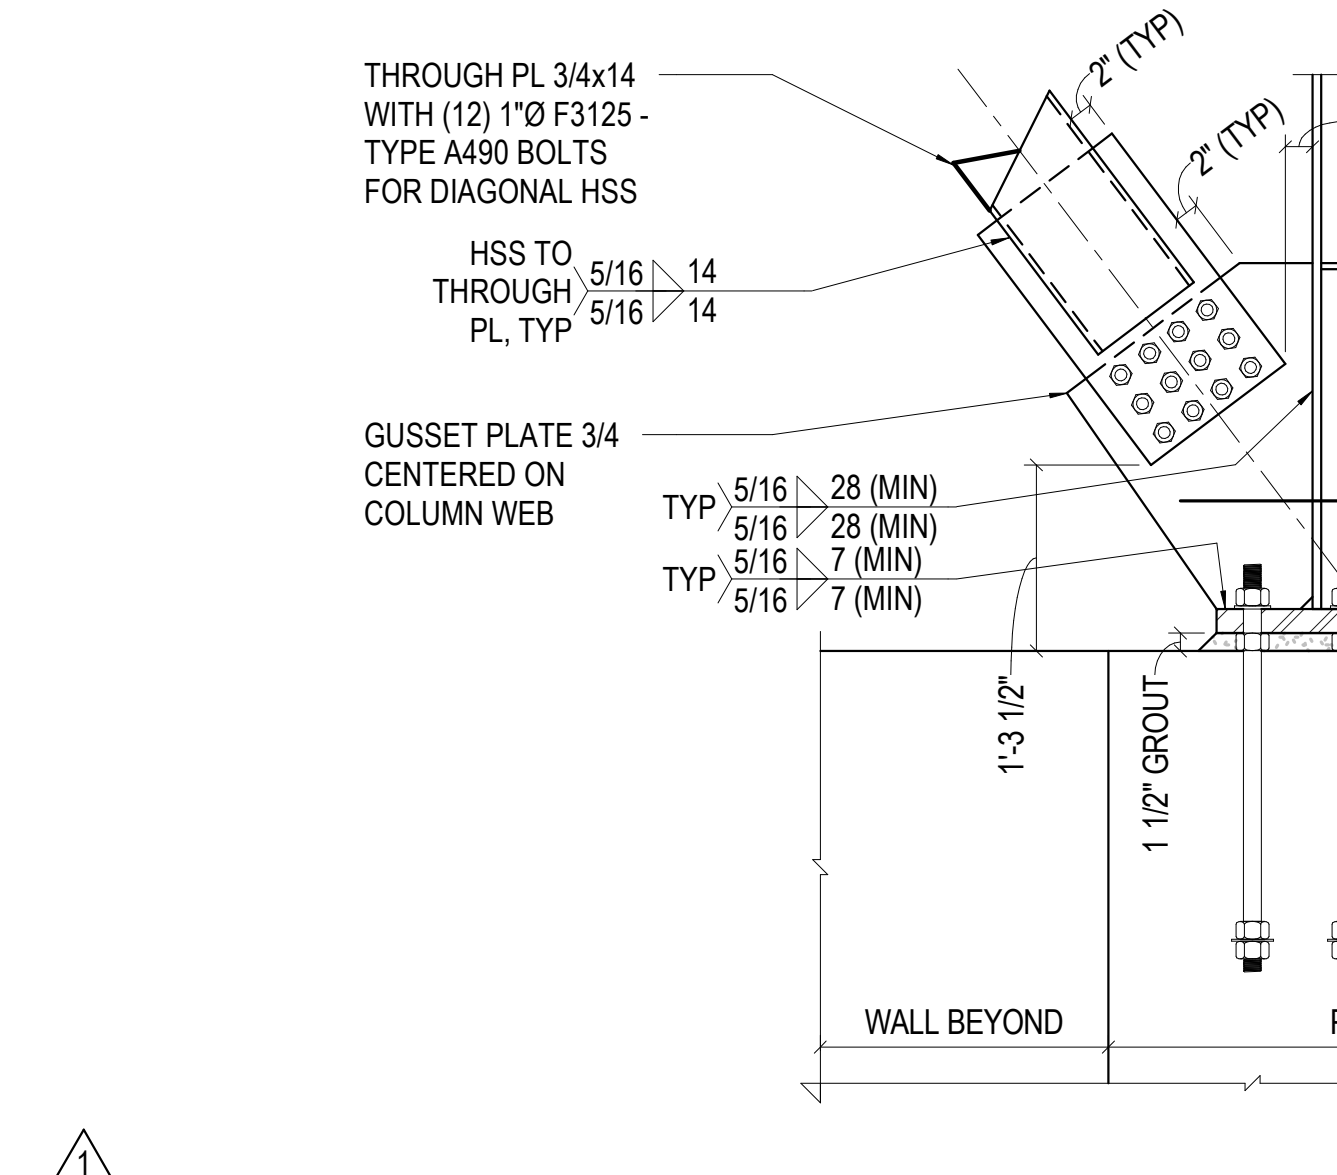 2" (TYP)
THROUGH PL 3/4x14
WITH (12) 1"Ø F3125 -
TYPE A490 BOLTS
FOR DIAGONAL HSS
2" (TYP)
HSS TO
THROUGH
PL, TYP
5/16 14
5/16 14
GUSSET PLATE 3/4
CENTERED ON
COLUMN WEB
TYP 5/16 28 (MIN)
5/16 28 (MIN)
TYP 5/16 7 (MIN)
5/16 7 (MIN)
1'-3 1/2"
1 1/2" GROUT
WALL BEYOND
1